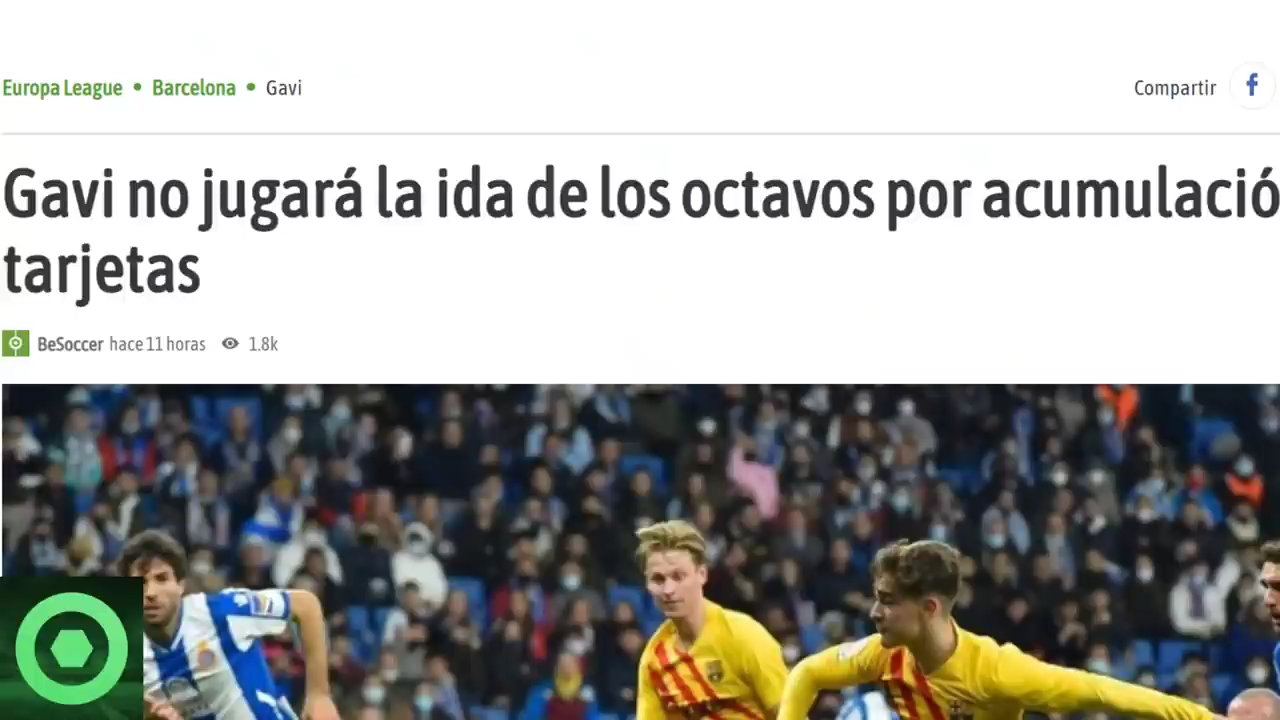 Europa League • Barcelona • Gavi
Compartir
Gavi no jugará la ida de los octavos por acumulació
tarjetas
BeSoccer hace 11 horas 1.8k